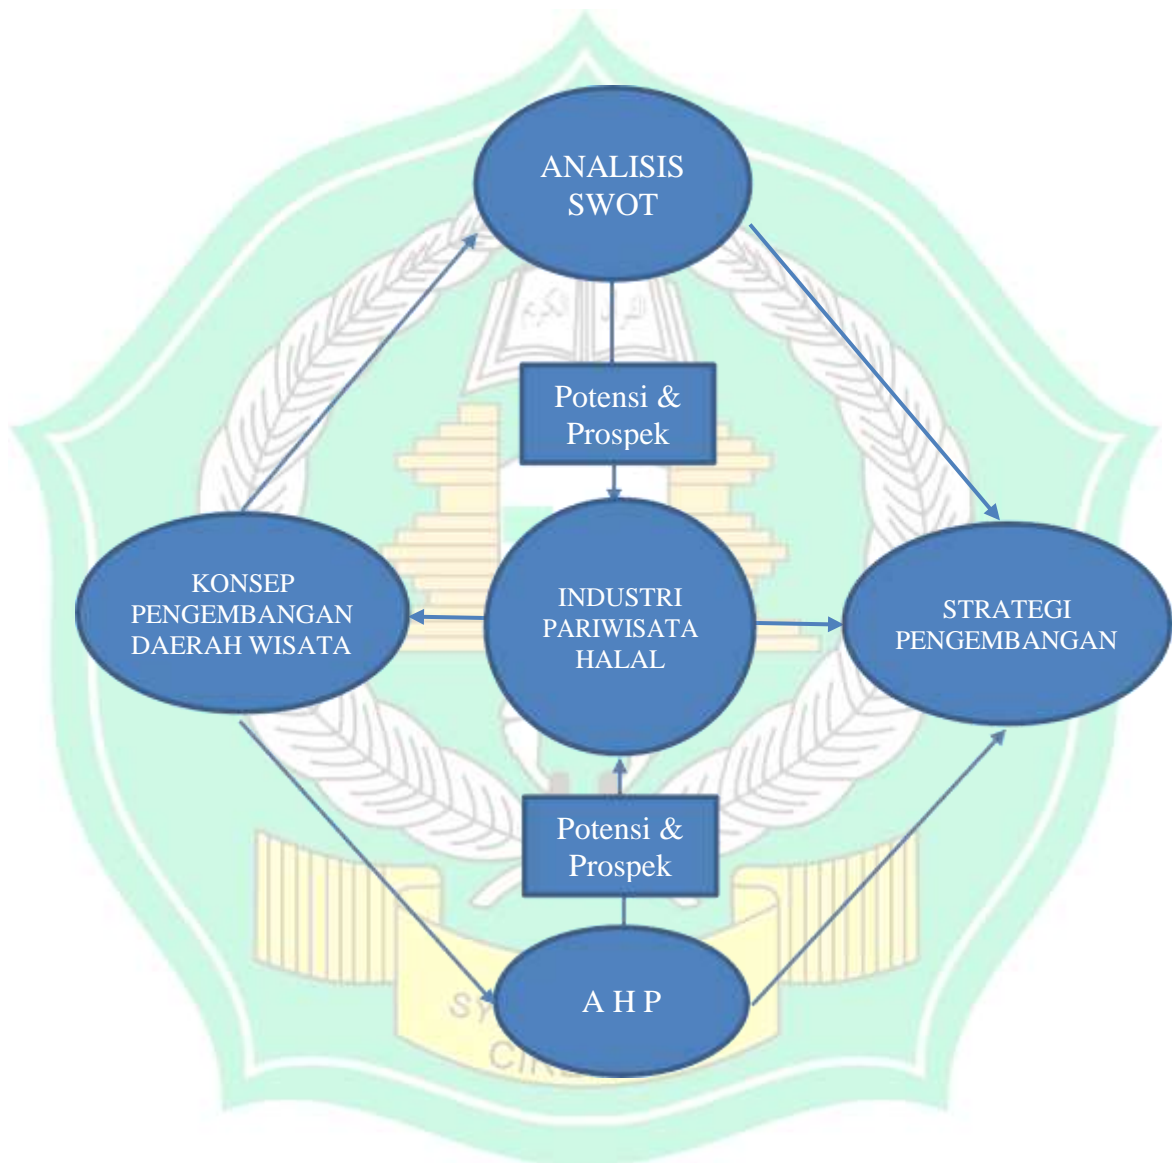 ANALISIS
SWOT
Potensi &
Prospek
KONSEP
PENGEMBANGAN
DAERAH WISATA
INDUSTRI
PARIWISATA
HALAL
STRATEGI
PENGEMBANGAN
Potensi &
Prospek
A H P